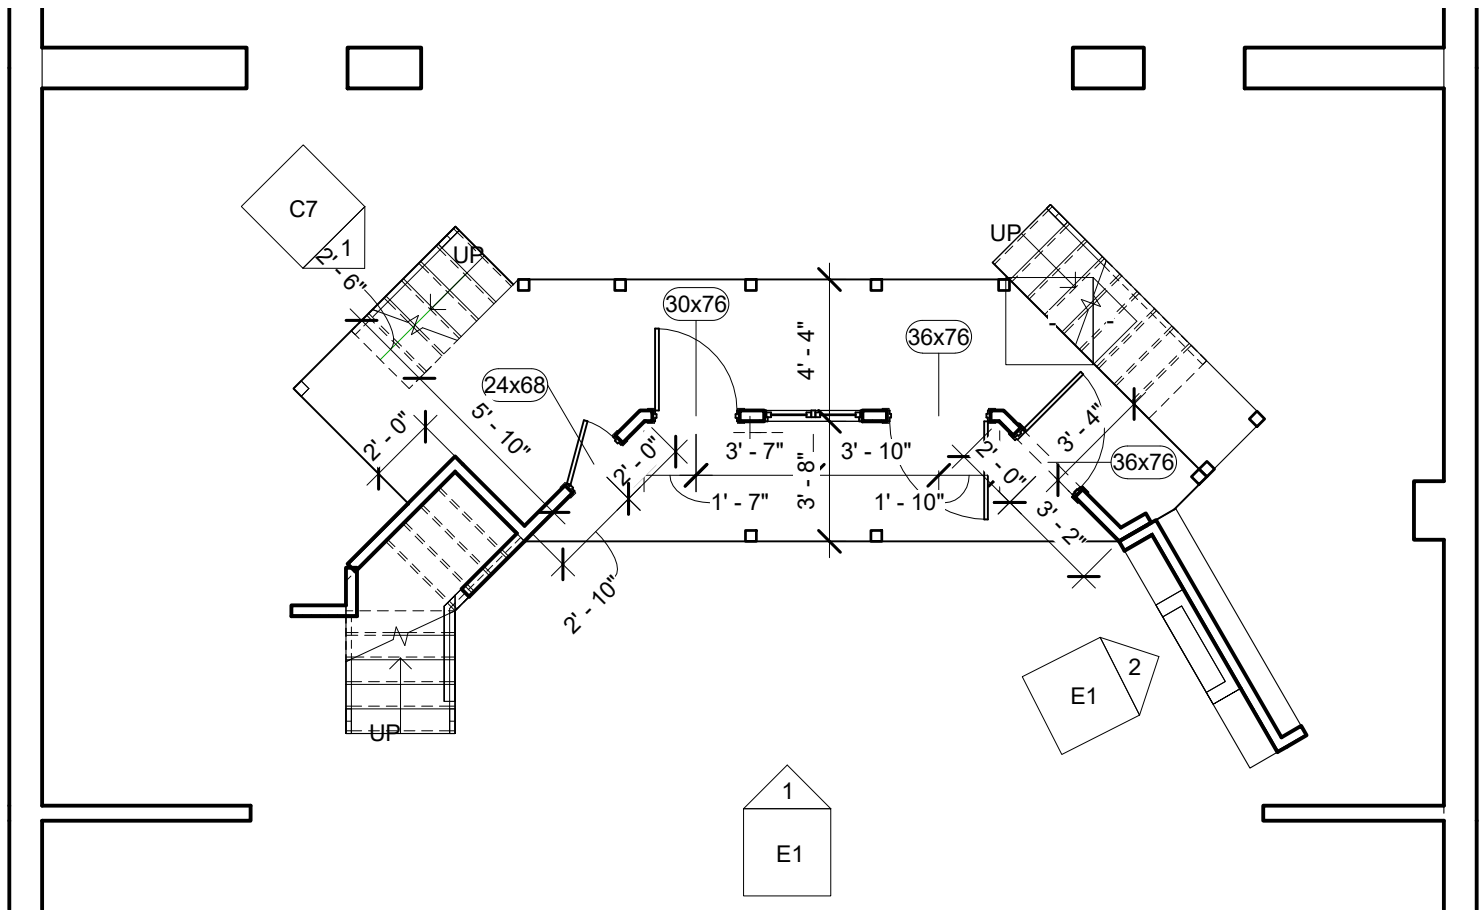 C7
1
2' - 6"
UP
UP
30x76
36x76
4' - 4"
24x68
5' - 10"
2' - 0"
2' - 0"
3' - 7"
3' - 10"
3' - 8"
1' - 7"
1' - 10"
2' - 0"
3' - 4"
36x76
3' - 2"
2' - 10"
UP
E1
2
1
E1